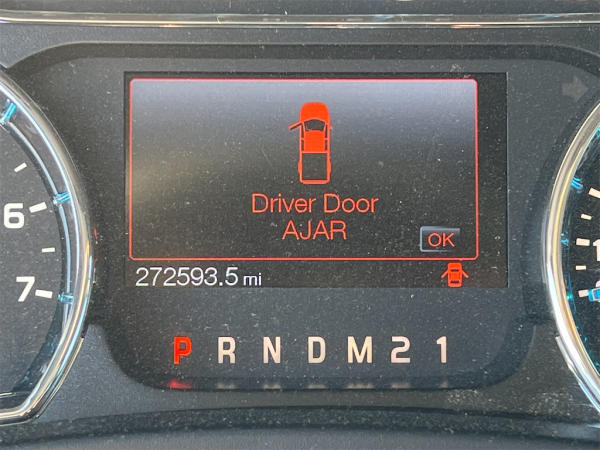 Driver Door
AJAR
OK
272593.5 mi
6
7
P R N D M 2 1